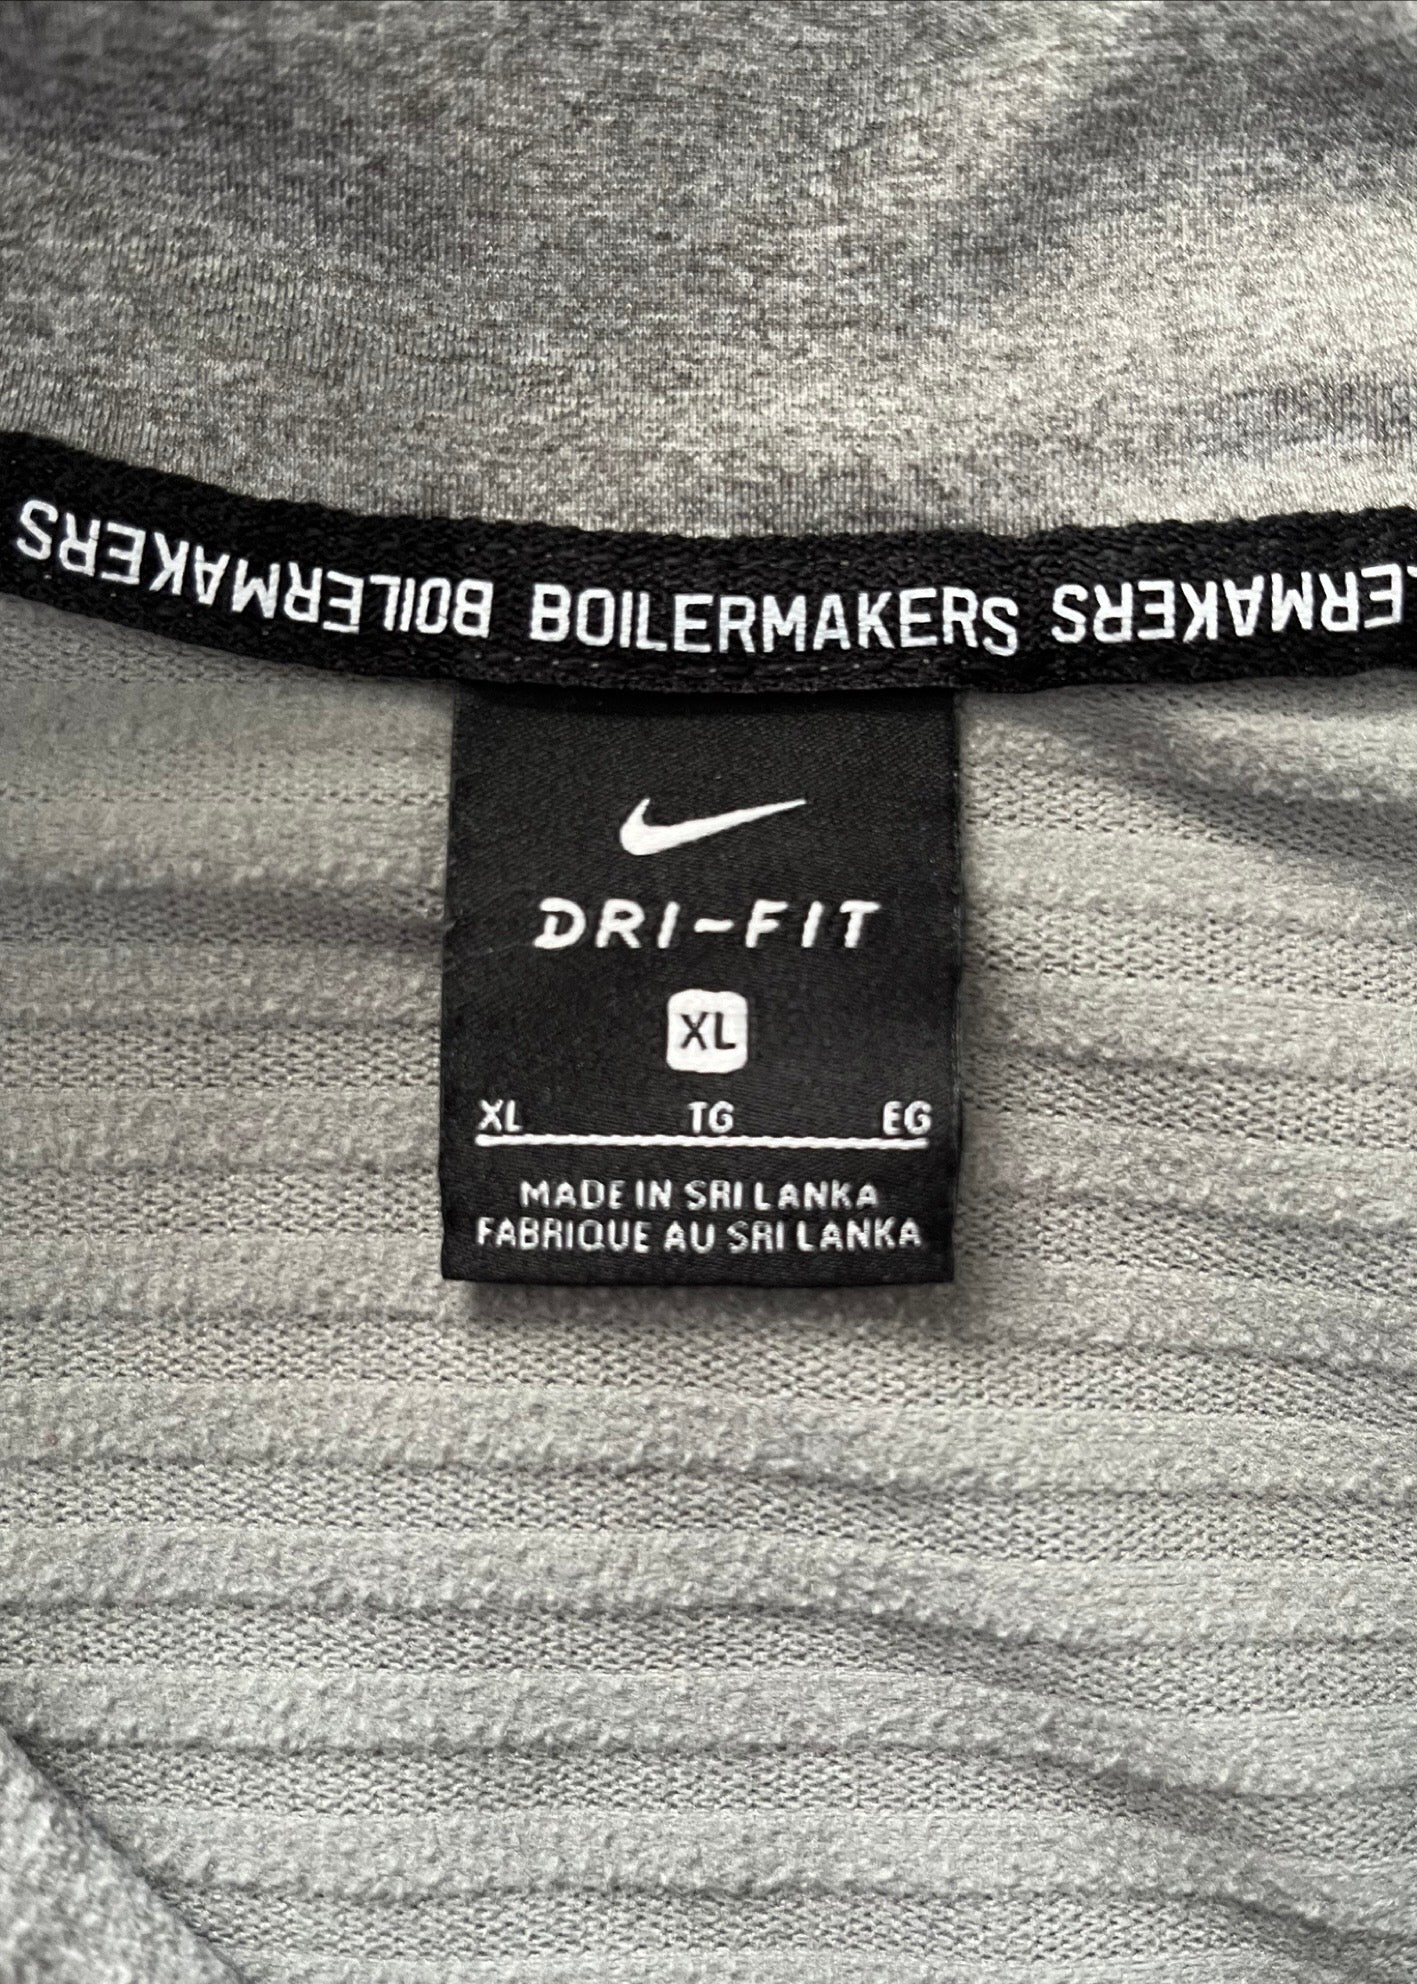 BOILERMAKERS BOILERMAKERS BOILERMAKERS
DRI-FIT
XL
XL TG EG
MADE IN SRI LANKA
FABRIQUE AU SRI LANKA